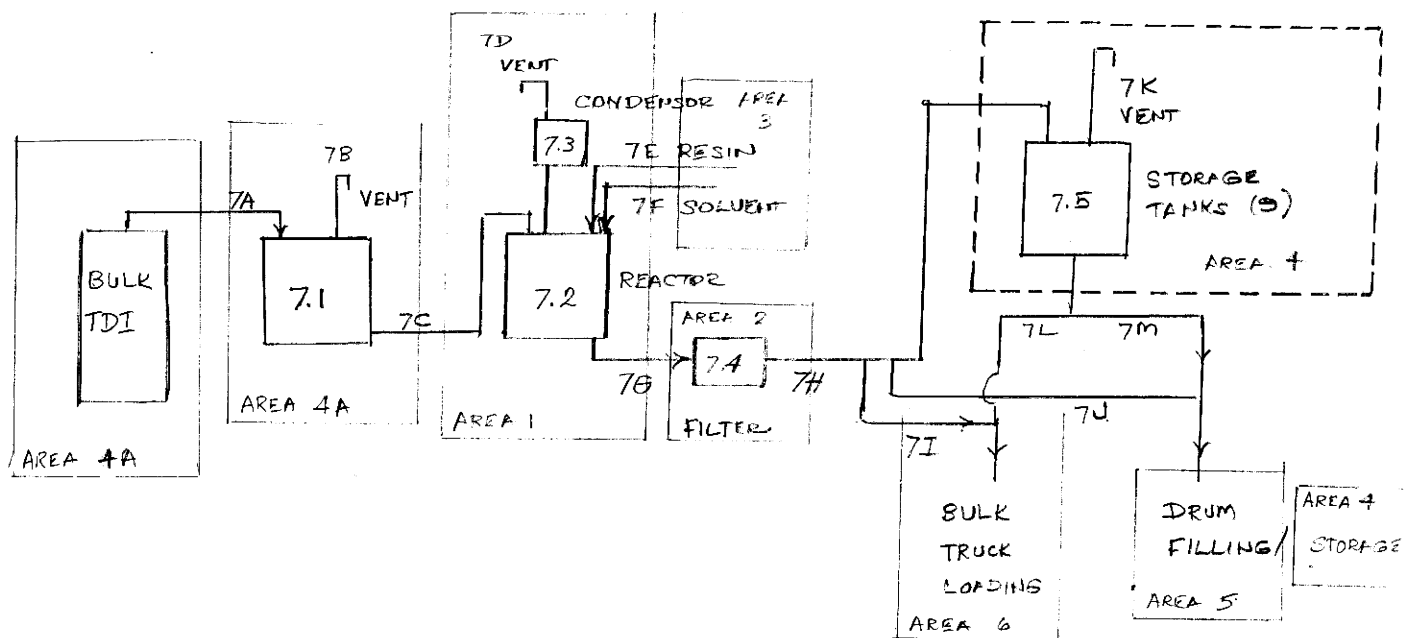 BULK
TDI
AREA 4A
7A
7B
VENT
7.1
AREA 4A
7C
7D
VENT
CONDENSOR
7.3
7.2
REACTOR
AREA 1
AREA
3
7E RESIN
7F SOLVENT
7G
AREA 2
7.4
FILTER
7H
7I
7J
7K
VENT
7.5
STORAGE
AREA 4
7L
7M
BULK
TRUCK
LOADING
AREA 6
DRUM
FILLING/
AREA 5
AREA 4
STORAGE